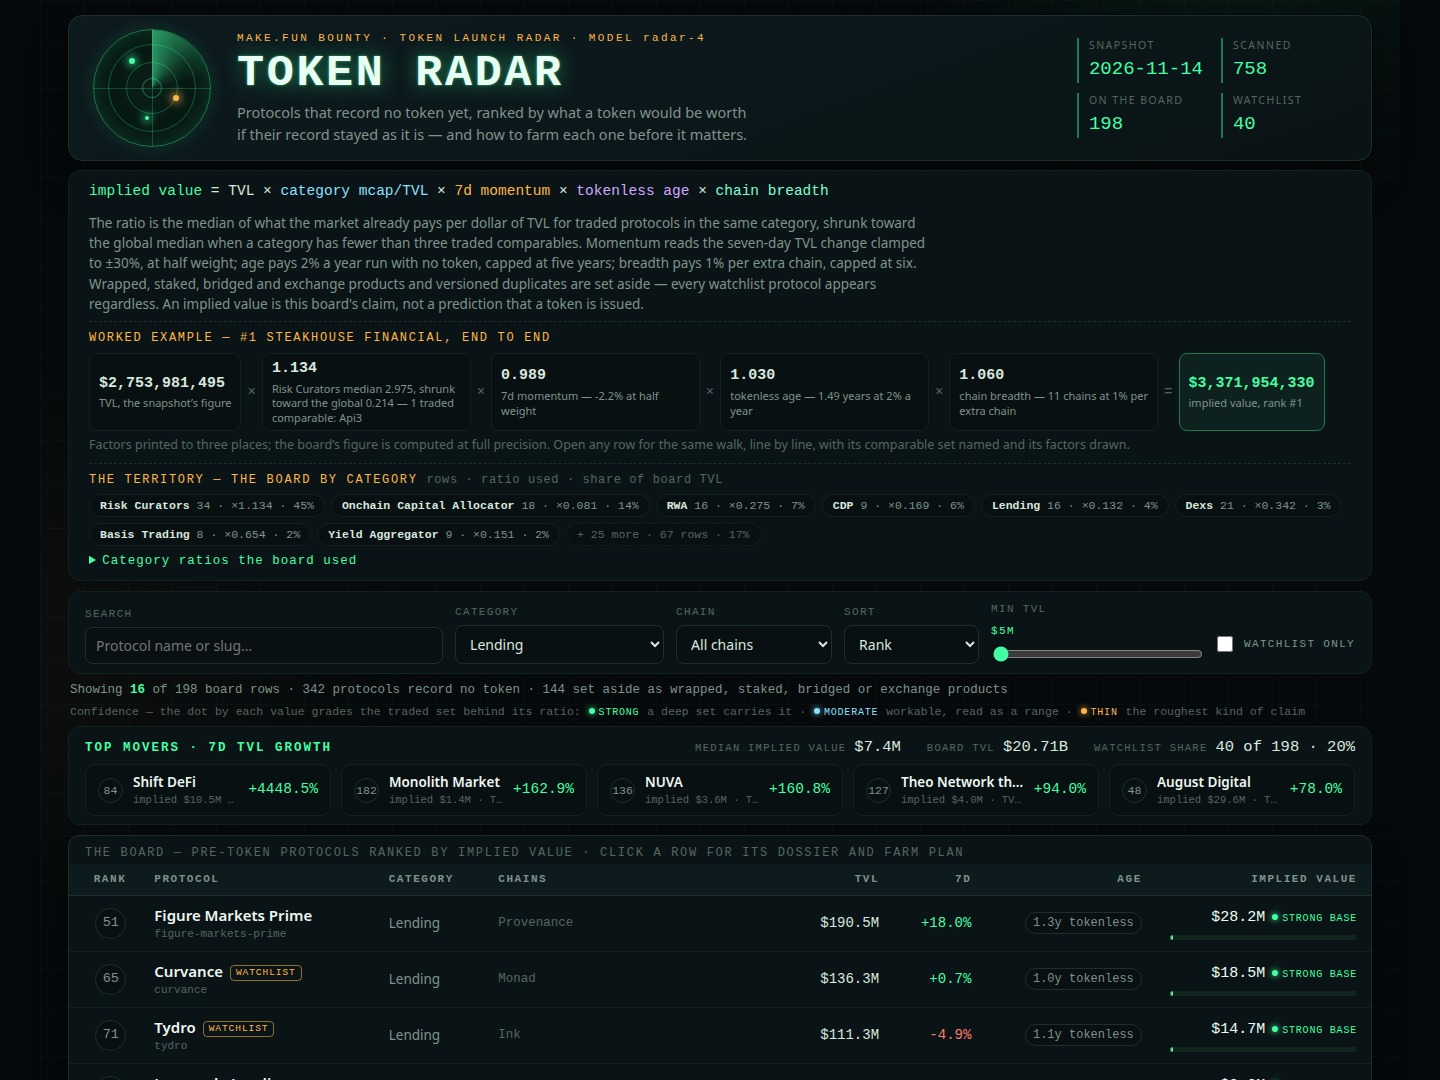 MAKE.FUN BOUNTY · TOKEN LAUNCH RADAR · MODEL radar-4
TOKEN RADAR
Protocols that record no token yet, ranked by what a token would be worth
if their record stayed as it is — and how to farm each one before it matters.
SNAPSHOT
2026-11-14
SCANNED
758
ON THE BOARD
198
WATCHLIST
40
implied value = TVL × category mcap/TVL × 7d momentum × tokenless age × chain breadth
The ratio is the median of what the market already pays per dollar of TVL for traded protocols in the same category, shrunk toward
the global median when a category has fewer than three traded comparables. Momentum reads the seven-day TVL change clamped
to ±30%, at half weight; age pays 2% a year run with no token, capped at five years; breadth pays 1% per extra chain, capped at six.
Wrapped, staked, bridged and exchange products and versioned duplicates are set aside — every watchlist protocol appears
regardless. An implied value is this board's claim, not a prediction that a token is issued.
WORKED EXAMPLE — #1 STEAKHOUSE FINANCIAL, END TO END
$2,753,981,495
TVL, the snapshot's figure
×
1.134
Risk Curators median 2.975, shrunk
toward the global 0.214 — 1 traded
comparable: Api3
×
0.989
7d momentum — -2.2% at half
weight
×
1.030
tokenless age — 1.49 years at 2% a
year
×
1.060
chain breadth — 11 chains at 1% per
extra chain
=
$3,371,954,330
implied value, rank #1
Factors printed to three places; the board's figure is computed at full precision. Open any row for the same walk, line by line, with its comparable set named and its factors drawn.
THE TERRITORY — THE BOARD BY CATEGORY rows · ratio used · share of board TVL
Risk Curators 34 · ×1.134 · 45%
Onchain Capital Allocator 18 · ×0.081 · 14%
RWA 16 · ×0.275 · 7%
CDP 9 · ×0.169 · 6%
Lending 16 · ×0.132 · 4%
Dexs 21 · ×0.342 · 3%
Basis Trading 8 · ×0.654 · 2%
Yield Aggregator 9 · ×0.151 · 2%
+ 25 more · 67 rows · 17%
Category ratios the board used
SEARCH
Protocol name or slug…
CATEGORY
Lending
CHAIN
All chains
SORT
Rank
MIN TVL
$5M
WATCHLIST ONLY
Showing 16 of 198 board rows · 342 protocols record no token · 144 set aside as wrapped, staked, bridged or exchange products
Confidence — the dot by each value grades the traded set behind its ratio: STRONG a deep set carries it · MODERATE workable, read as a range · THIN the roughest kind of claim
TOP MOVERS · 7D TVL GROWTH
MEDIAN IMPLIED VALUE $7.4M
BOARD TVL $20.71B
WATCHLIST SHARE 40 of 198 · 20%
84
Shift DeFi
implied $10.5M …
+4448.5%
182
Monolith Market
implied $1.4M · T…
+162.9%
136
NUVA
implied $3.6M · T…
+160.8%
127
Theo Network th…
implied $4.0M · TV…
+94.0%
48
August Digital
implied $29.6M · T…
+78.0%
THE BOARD — PRE-TOKEN PROTOCOLS RANKED BY IMPLIED VALUE · CLICK A ROW FOR ITS DOSSIER AND FARM PLAN
RANK PROTOCOL CATEGORY CHAINS TVL 7D AGE IMPLIED VALUE
51 Figure Markets Prime Lending Provenance $190.5M +18.0% 1.3y tokenless $28.2M STRONG BASE
figure-markets-prime
65 Curvance WATCHLIST Lending Monad $136.3M +0.7% 1.0y tokenless $18.5M STRONG BASE
curvance
71 Tydro WATCHLIST Lending Ink $111.3M -4.9% 1.1y tokenless $14.7M STRONG BASE
tydro